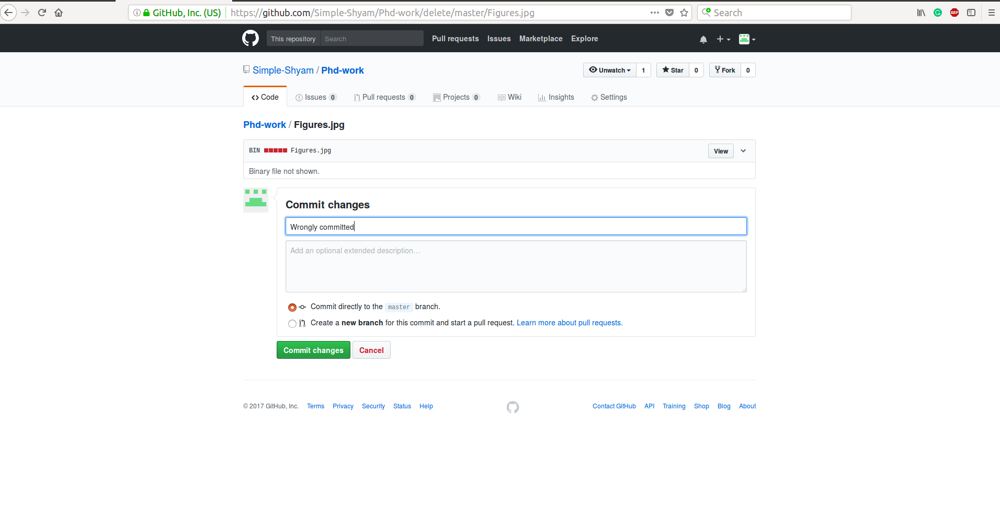 GitHub, Inc. (US) https://github.com/Simple-Shyam/Phd-work/delete/master/Figures.jpg Search ABP
This repository Search Pull requests Issues Marketplace Explore
Simple-Shyam / Phd-work Unwatch 1 Star 0 Fork 0
Code Issues 0 Pull requests 0 Projects 0 Wiki Insights Settings
Phd-work / Figures.jpg
BIN Figures.jpg View
Binary file not shown.
Commit changes
Wrongly committed
Add an optional extended description…
Commit directly to the master branch.
Create a new branch for this commit and start a pull request. Learn more about pull requests.
Commit changes Cancel
© 2017 GitHub, Inc. Terms Privacy Security Status Help Contact GitHub API Training Shop Blog About